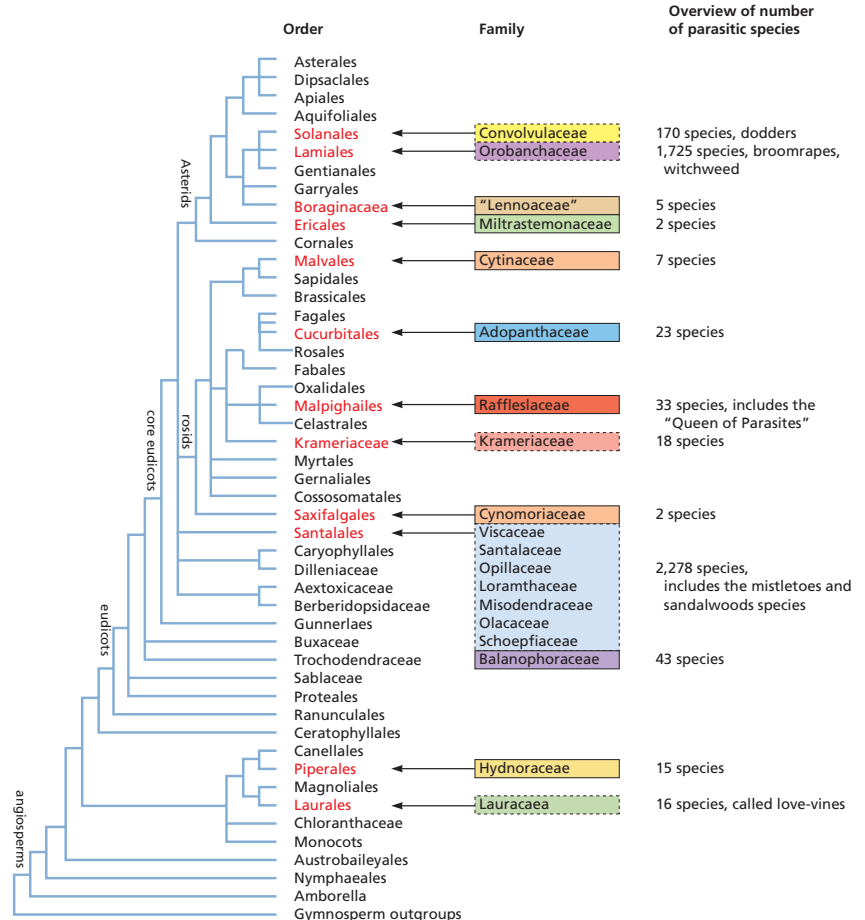 Order
Family
Overview of number
of parasitic species
Asterales
Dipsaclales
Apiales
Aquifoliales
Solanales
Convolvulaceae
170 species, dodders
Lamiales
Orobanchaceae
1,725 species, broomrapes,
witchweed
Gentianales
Garryales
Boraginacaea
“Lennoaceae”
5 species
Ericales
Miltrastemonaceae
2 species
Cornales
Malvales
Cytinaceae
7 species
Sapidales
Brassicales
Fagales
Cucurbitales
Adopanthaceae
23 species
Rosales
Fabales
Oxalidales
Malpighailes
Raffleslaceae
33 species, includes the
“Queen of Parasites”
Celastrales
Krameriaceae
Krameriaceae
18 species
Myrtales
Gernaliales
Cossosomatales
Saxifalgales
Cynomoriaceae
2 species
Santalales
Viscaceae
Caryophyllales
Santalaceae
Dilleniaceae
Opillaceae
2,278 species,
includes the mistletoes and
sandalwoods species
Aextoxicaceae
Loramthaceae
Berberidopsidaceae
Misodendraceae
Gunnerlaes
Olacaceae
Buxaceae
Schoepfiaceae
Trochodendraceae
Balanophoraceae
43 species
Sablaceae
Proteales
Ranunculales
Ceratophyllales
Canellales
Piperales
Hydnoraceae
15 species
Magnoliales
Laurales
Lauracaea
16 species, called love-vines
Chloranthaceae
Monocots
Austrobaileyales
Nymphaeales
Amborella
Gymnosperm outgroups
Asterids
rosids
core eudicots
eudicots
angiosperms